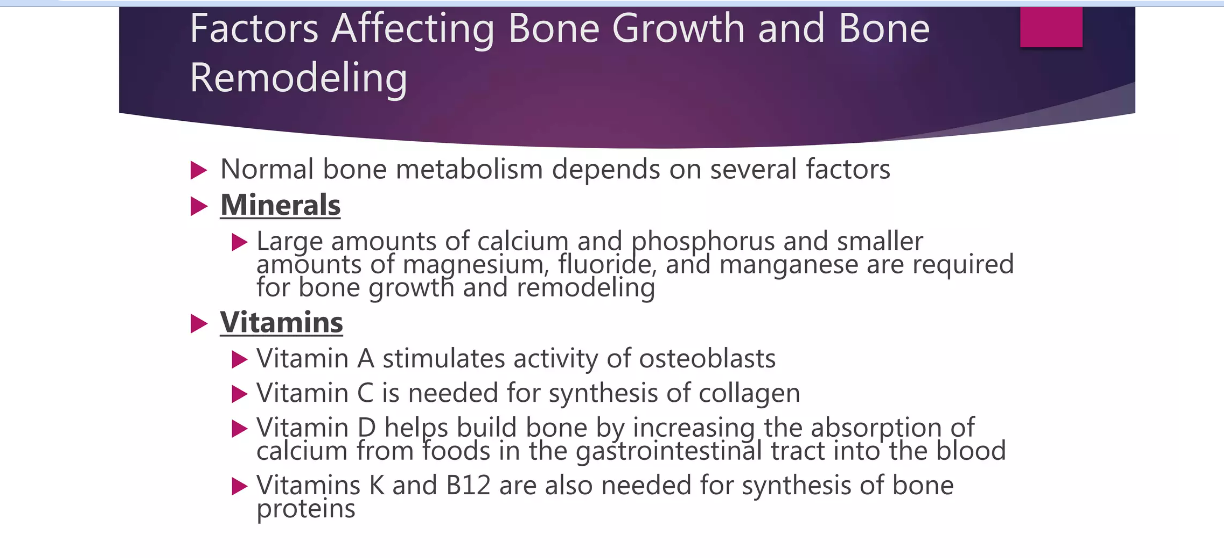 Factors Affecting Bone Growth and Bone
Remodeling
Normal bone metabolism depends on several factors
Minerals
Large amounts of calcium and phosphorus and smaller
amounts of magnesium, fluoride, and manganese are required
for bone growth and remodeling
Vitamins
Vitamin A stimulates activity of osteoblasts
Vitamin C is needed for synthesis of collagen
Vitamin D helps build bone by increasing the absorption of
calcium from foods in the gastrointestinal tract into the blood
Vitamins K and B12 are also needed for synthesis of bone
proteins